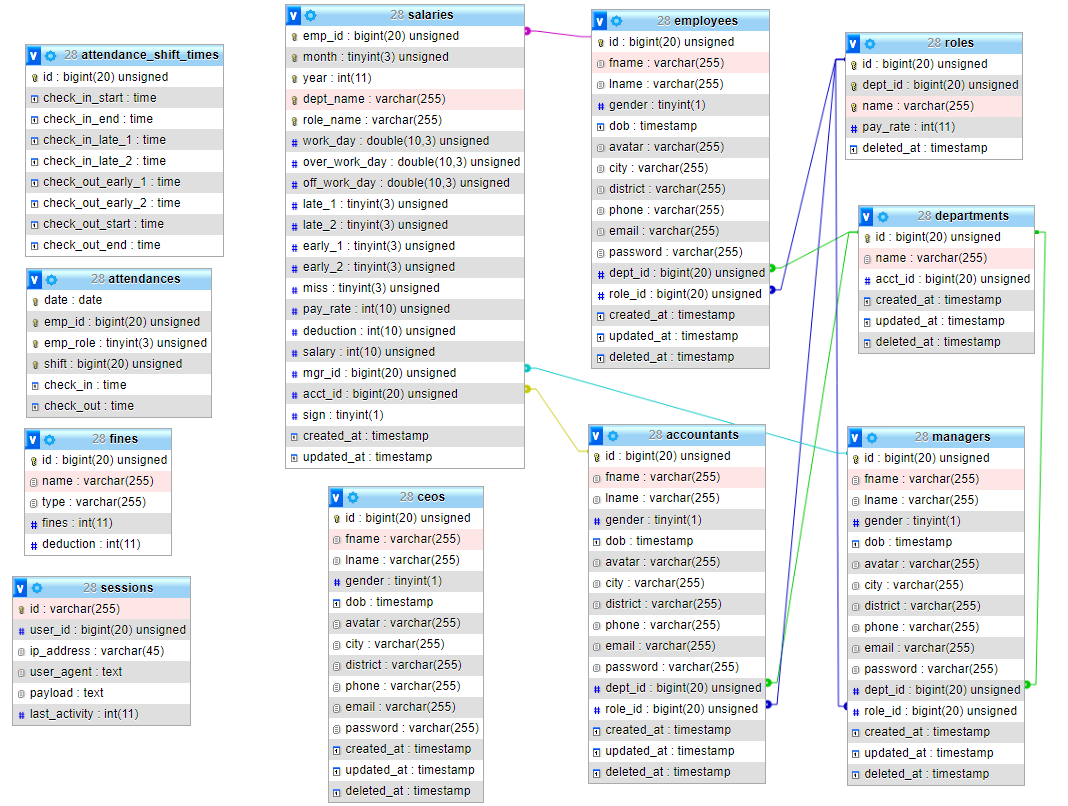 28 attendance_shift_times
id : bigint(20) unsigned
check_in_start : time
check_in_end : time
check_in_late_1 : time
check_in_late_2 : time
check_out_early_1 : time
check_out_early_2 : time
check_out_start : time
check_out_end : time
28 attendances
date : date
emp_id : bigint(20) unsigned
emp_role : tinyint(3) unsigned
shift : bigint(20) unsigned
check_in : time
check_out : time
28 fines
id : bigint(20) unsigned
name : varchar(255)
type : varchar(255)
fines : int(11)
deduction : int(11)
28 sessions
id : varchar(255)
user_id : bigint(20) unsigned
ip_address : varchar(45)
user_agent : text
payload : text
last_activity : int(11)
28 salaries
emp_id : bigint(20) unsigned
month : tinyint(3) unsigned
year : int(11)
dept_name : varchar(255)
role_name : varchar(255)
work_day : double(10,3) unsigned
over_work_day : double(10,3) unsigned
off_work_day : double(10,3) unsigned
late_1 : tinyint(3) unsigned
late_2 : tinyint(3) unsigned
early_1 : tinyint(3) unsigned
early_2 : tinyint(3) unsigned
miss : tinyint(3) unsigned
pay_rate : int(10) unsigned
deduction : int(10) unsigned
salary : int(10) unsigned
mgr_id : bigint(20) unsigned
acct_id : bigint(20) unsigned
sign : tinyint(1)
created_at : timestamp
updated_at : timestamp
28 ceos
id : bigint(20) unsigned
fname : varchar(255)
lname : varchar(255)
gender : tinyint(1)
dob : timestamp
avatar : varchar(255)
city : varchar(255)
district : varchar(255)
phone : varchar(255)
email : varchar(255)
password : varchar(255)
created_at : timestamp
updated_at : timestamp
deleted_at : timestamp
28 employees
id : bigint(20) unsigned
fname : varchar(255)
lname : varchar(255)
gender : tinyint(1)
dob : timestamp
avatar : varchar(255)
city : varchar(255)
district : varchar(255)
phone : varchar(255)
email : varchar(255)
password : varchar(255)
dept_id : bigint(20) unsigned
role_id : bigint(20) unsigned
created_at : timestamp
updated_at : timestamp
deleted_at : timestamp
28 accountants
id : bigint(20) unsigned
fname : varchar(255)
lname : varchar(255)
gender : tinyint(1)
dob : timestamp
avatar : varchar(255)
city : varchar(255)
district : varchar(255)
phone : varchar(255)
email : varchar(255)
password : varchar(255)
dept_id : bigint(20) unsigned
role_id : bigint(20) unsigned
created_at : timestamp
updated_at : timestamp
deleted_at : timestamp
28 roles
id : bigint(20) unsigned
dept_id : bigint(20) unsigned
name : varchar(255)
pay_rate : int(11)
deleted_at : timestamp
28 departments
id : bigint(20) unsigned
name : varchar(255)
acct_id : bigint(20) unsigned
created_at : timestamp
updated_at : timestamp
deleted_at : timestamp
28 managers
id : bigint(20) unsigned
fname : varchar(255)
lname : varchar(255)
gender : tinyint(1)
dob : timestamp
avatar : varchar(255)
city : varchar(255)
district : varchar(255)
phone : varchar(255)
email : varchar(255)
password : varchar(255)
dept_id : bigint(20) unsigned
role_id : bigint(20) unsigned
created_at : timestamp
updated_at : timestamp
deleted_at : timestamp